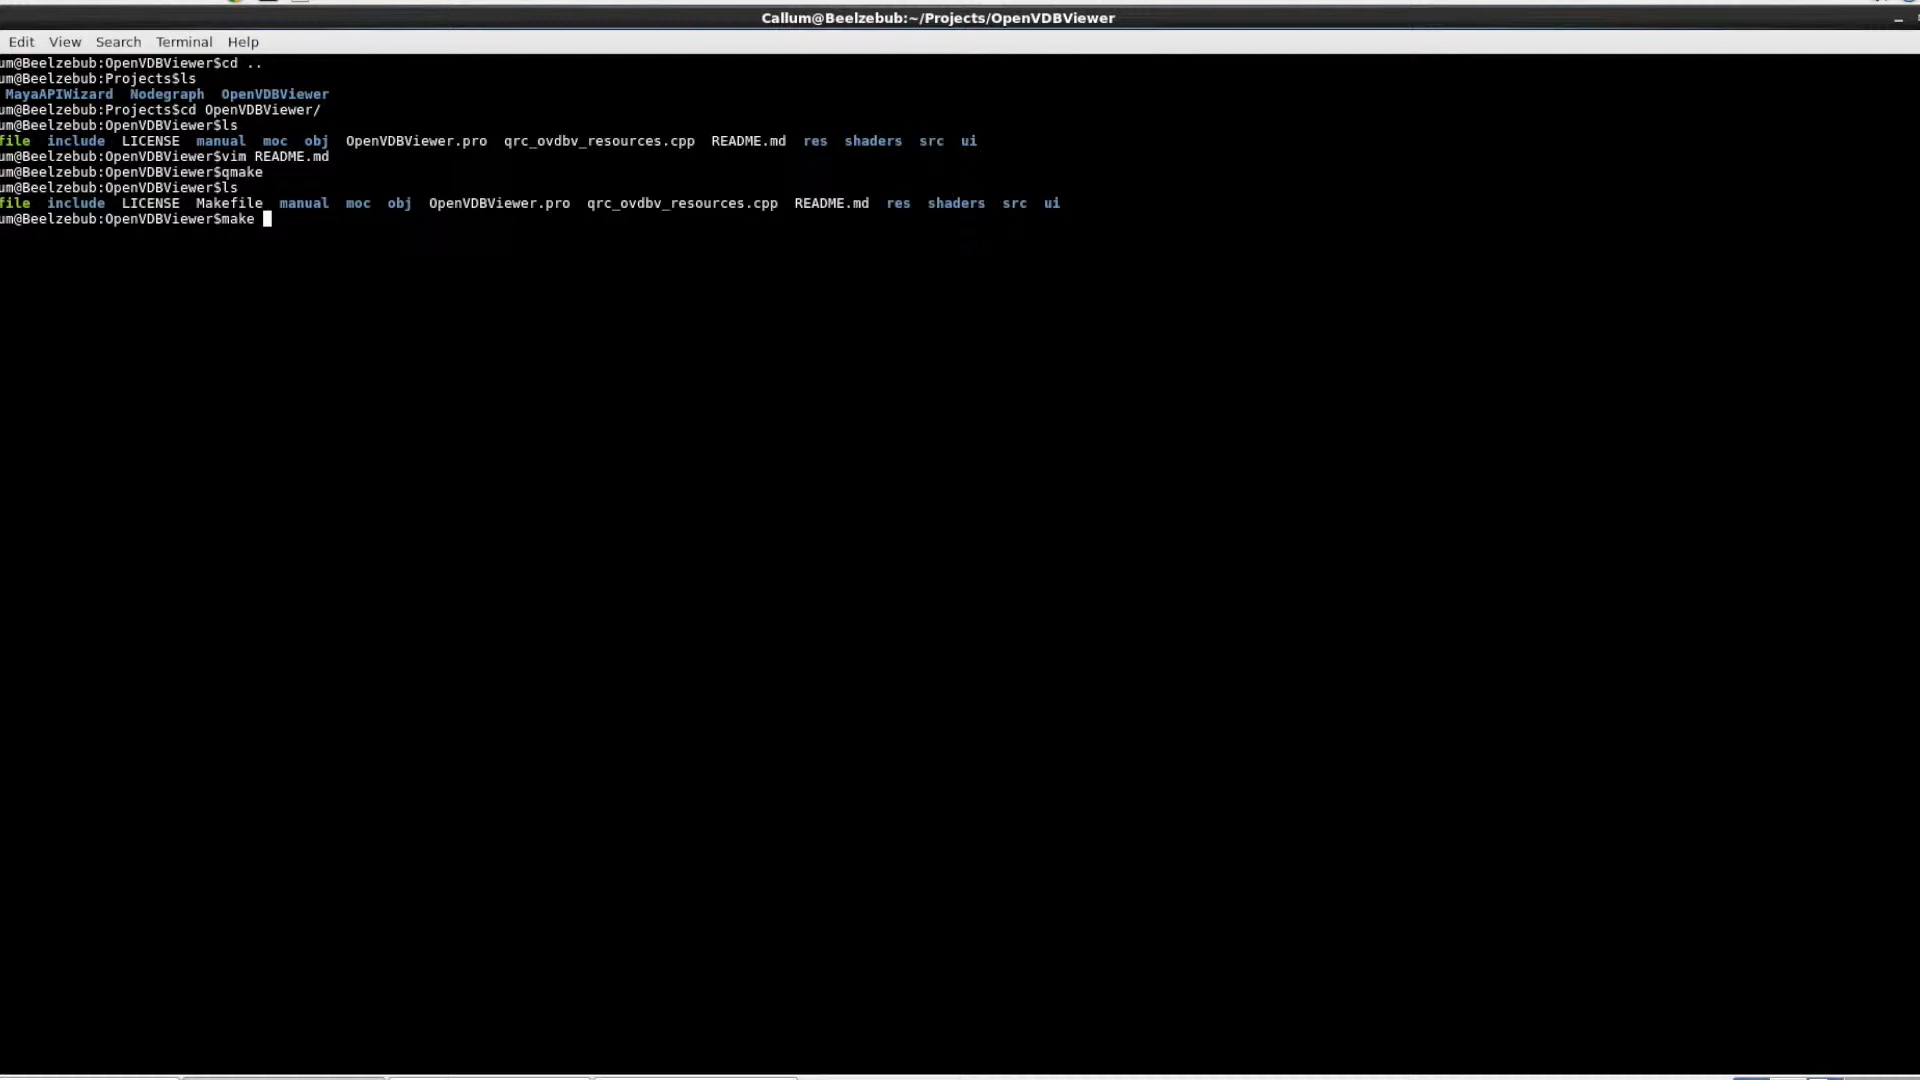 Callum@Beelzebub:~/Projects/OpenVDBViewer
Edit View Search Terminal Help
um@Beelzebub:OpenVDBViewer$cd ..
um@Beelzebub:Projects$ls
MayaAPIWizard Nodegraph OpenVDBViewer
um@Beelzebub:Projects$cd OpenVDBViewer/
um@Beelzebub:OpenVDBViewer$ls
file include LICENSE manual moc obj OpenVDBViewer.pro qrc_ovdbv_resources.cpp README.md res shaders src ui
um@Beelzebub:OpenVDBViewer$vim README.md
um@Beelzebub:OpenVDBViewer$qmake
um@Beelzebub:OpenVDBViewer$ls
file include LICENSE Makefile manual moc obj OpenVDBViewer.pro qrc_ovdbv_resources.cpp README.md res shaders src ui
um@Beelzebub:OpenVDBViewer$make